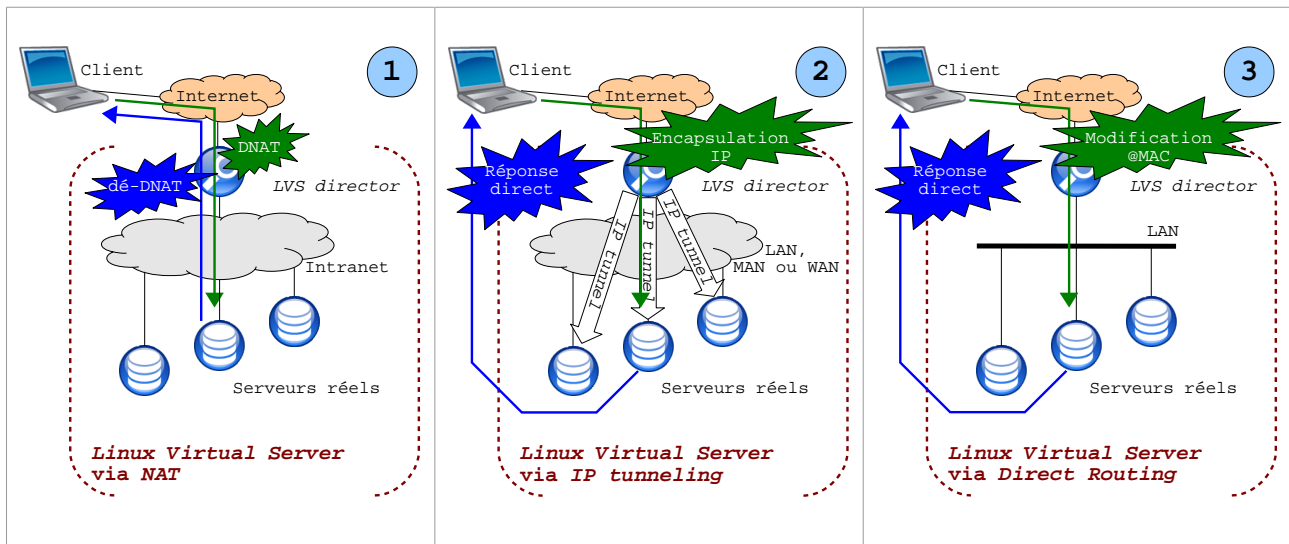 1
Client
Internet
DNAT
dé-DNAT
LVS director
Intranet
Serveurs réels
Linux Virtual Server
via NAT
2
Client
Internet
Encapsulation
IP
Réponse
direct
LVS director
IP tunnel
IP tunnel
IP tunnel
LAN,
MAN ou WAN
Serveurs réels
Linux Virtual Server
via IP tunneling
3
Client
Internet
Modification
@MAC
Réponse
direct
LVS director
LAN
Serveurs réels
Linux Virtual Server
via Direct Routing